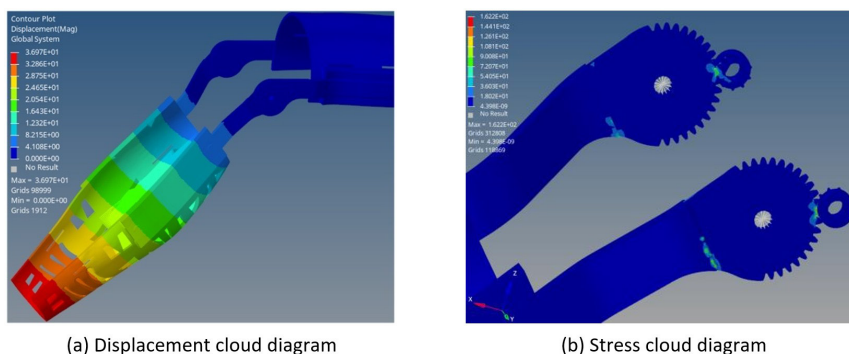 Contour Plot
Displacement(Mag)
Global System
3.697E+01
3.286E+01
2.875E+01
2.465E+01
2.054E+01
1.643E+01
1.232E+01
8.215E+00
4.108E+00
0.000E+00
No Result
Max = 3.697E+01
Grids 98999
Min = 0.000E+00
Grids 1912
1.622E+02
1.441E+02
1.261E+02
1.081E+02
9.008E+01
7.207E+01
5.405E+01
3.603E+01
1.802E+01
4.398E-09
No Result
Max = 1.622E+02
Grids 312808
Min = 4.398E-09
Grids 118869
X
Z
Y
(a) Displacement cloud diagram
(b) Stress cloud diagram